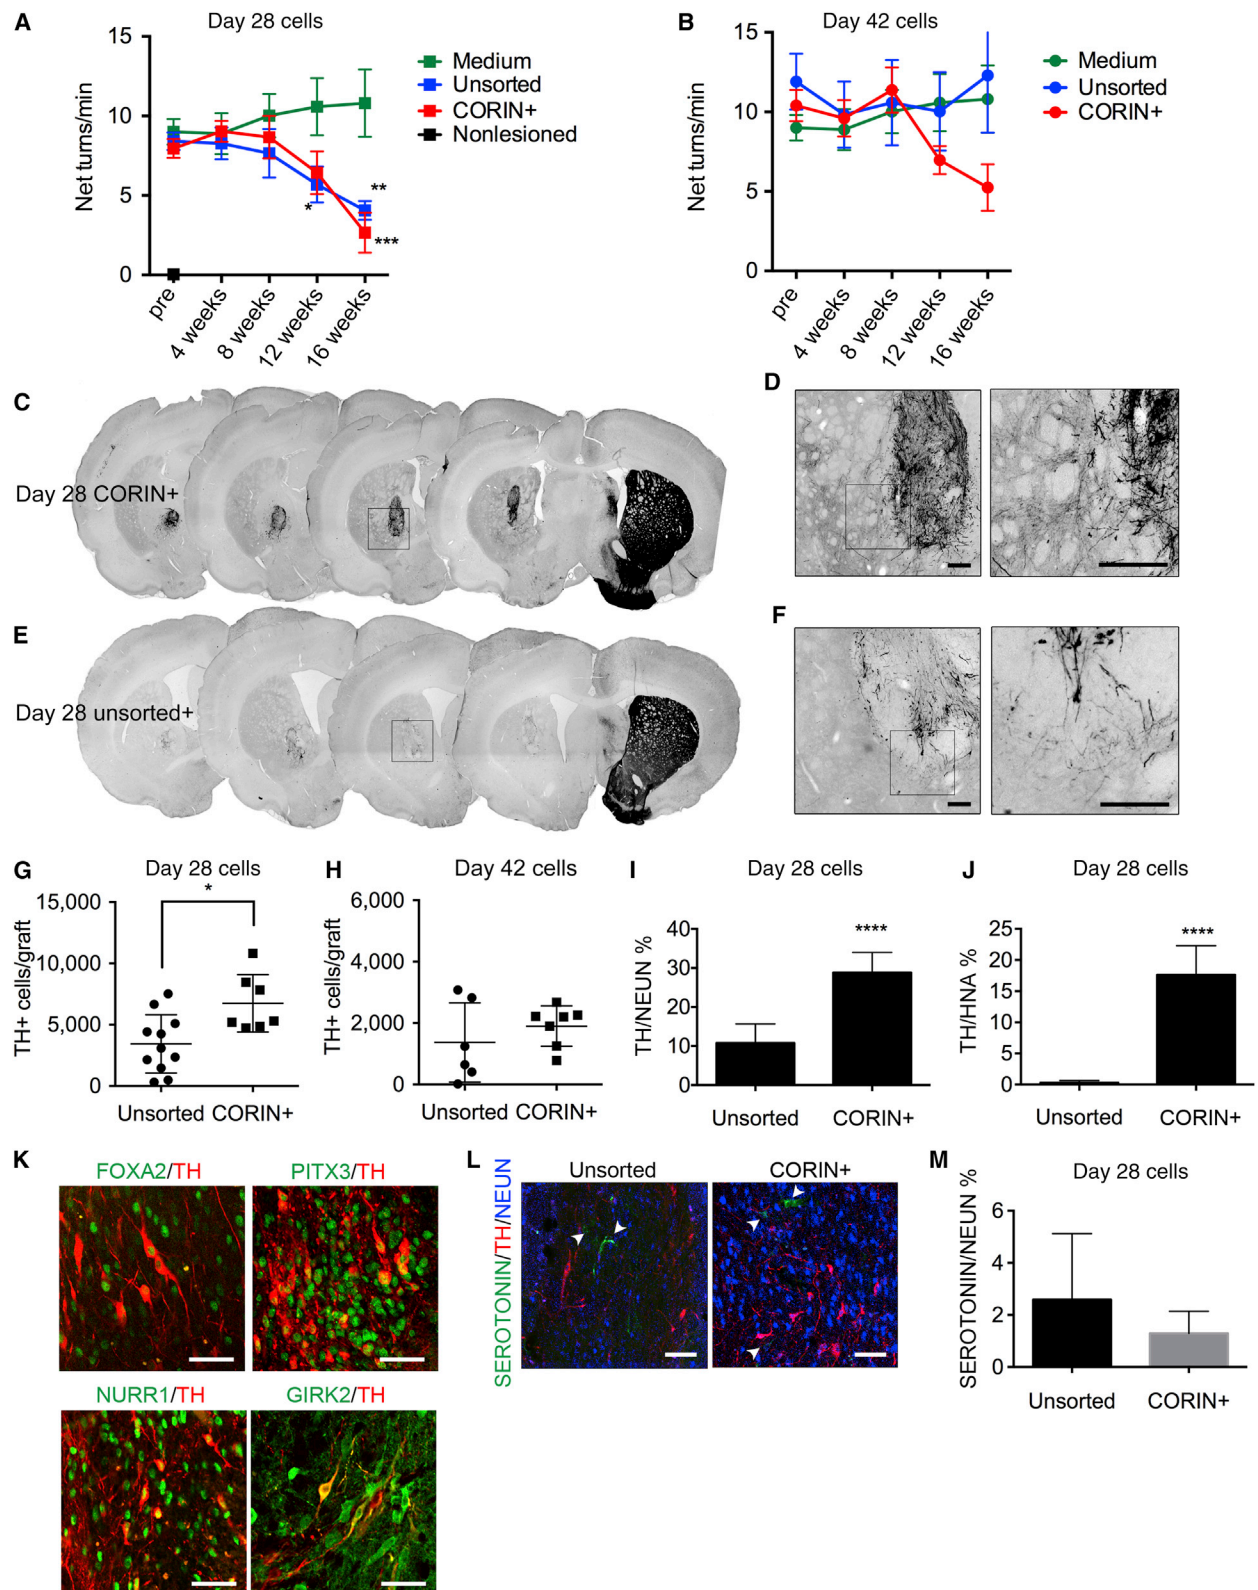 A
Day 28 cells
Net turns/min
15
10
5
0
pre
4 weeks
8 weeks
12 weeks
16 weeks
*
**
***
Medium
Unsorted
CORIN+
Nonlesioned
B
Day 42 cells
Net turns/min
15
10
5
0
pre
4 weeks
8 weeks
12 weeks
16 weeks
Medium
Unsorted
CORIN+
C
Day 28 CORIN+
D
E
Day 28 unsorted+
F
G
Day 28 cells
TH+ cells/graft
15,000
10,000
5,000
0
*
Unsorted CORIN+
H
Day 42 cells
TH+ cells/graft
6,000
4,000
2,000
0
Unsorted CORIN+
I
Day 28 cells
TH/NEUN %
40
30
20
10
0
****
Unsorted CORIN+
J
Day 28 cells
TH/HNA %
25
20
15
10
5
0
****
Unsorted CORIN+
K
FOXA2/TH
PITX3/TH
NURR1/TH
GIRK2/TH
L
Unsorted
CORIN+
SEROTONIN/TH/NEUN
M
Day 28 cells
SEROTONIN/NEUN %
6
4
2
0
Unsorted CORIN+